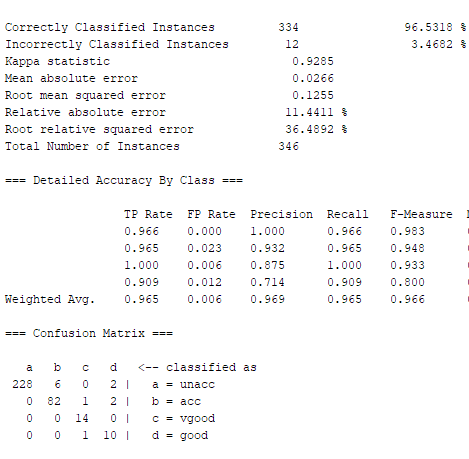 Correctly Classified Instances 334 96.5318 %
Incorrectly Classified Instances 12 3.4682 %
Kappa statistic 0.9285
Mean absolute error 0.0266
Root mean squared error 0.1255
Relative absolute error 11.4411 %
Root relative squared error 36.4892 %
Total Number of Instances 346
=== Detailed Accuracy By Class ===
TP Rate FP Rate Precision Recall F-Measure
0.966 0.000 1.000 0.966 0.983
0.965 0.023 0.932 0.965 0.948
1.000 0.006 0.875 1.000 0.933
0.909 0.012 0.714 0.909 0.800
Weighted Avg. 0.965 0.006 0.969 0.965 0.966
=== Confusion Matrix ===
a b c d <-- classified as
228 6 0 2 | a = unacc
0 82 1 2 | b = acc
0 0 14 0 | c = vgood
0 0 1 10 | d = good